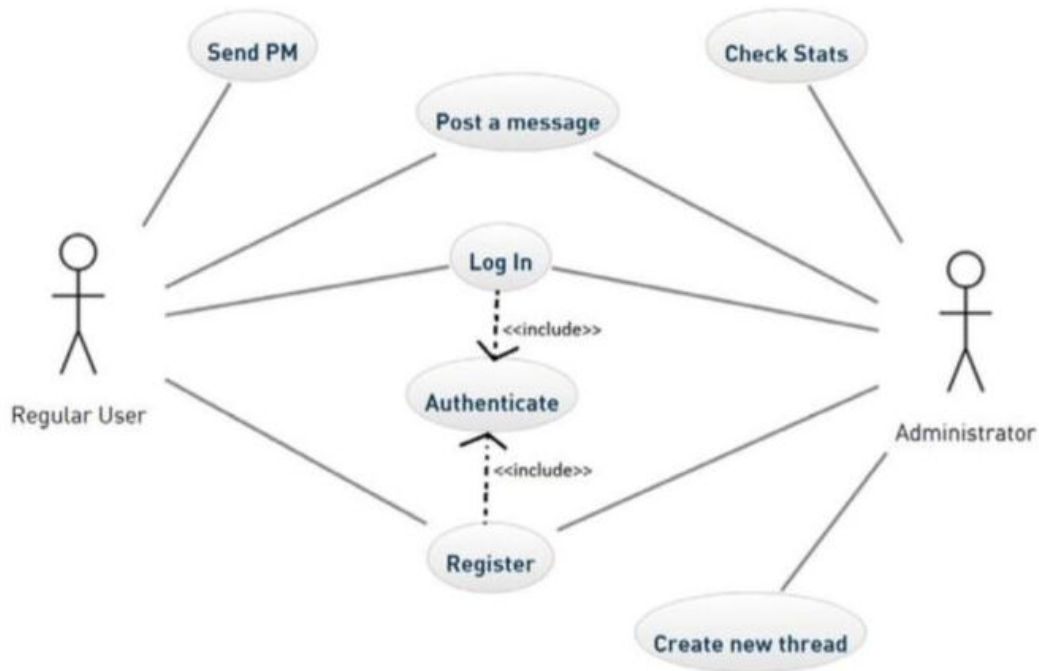 Send PM
Check Stats
Post a message
Log In
<<include>>
Authenticate
Regular User
Administrator
<<include>>
Register
Create new thread